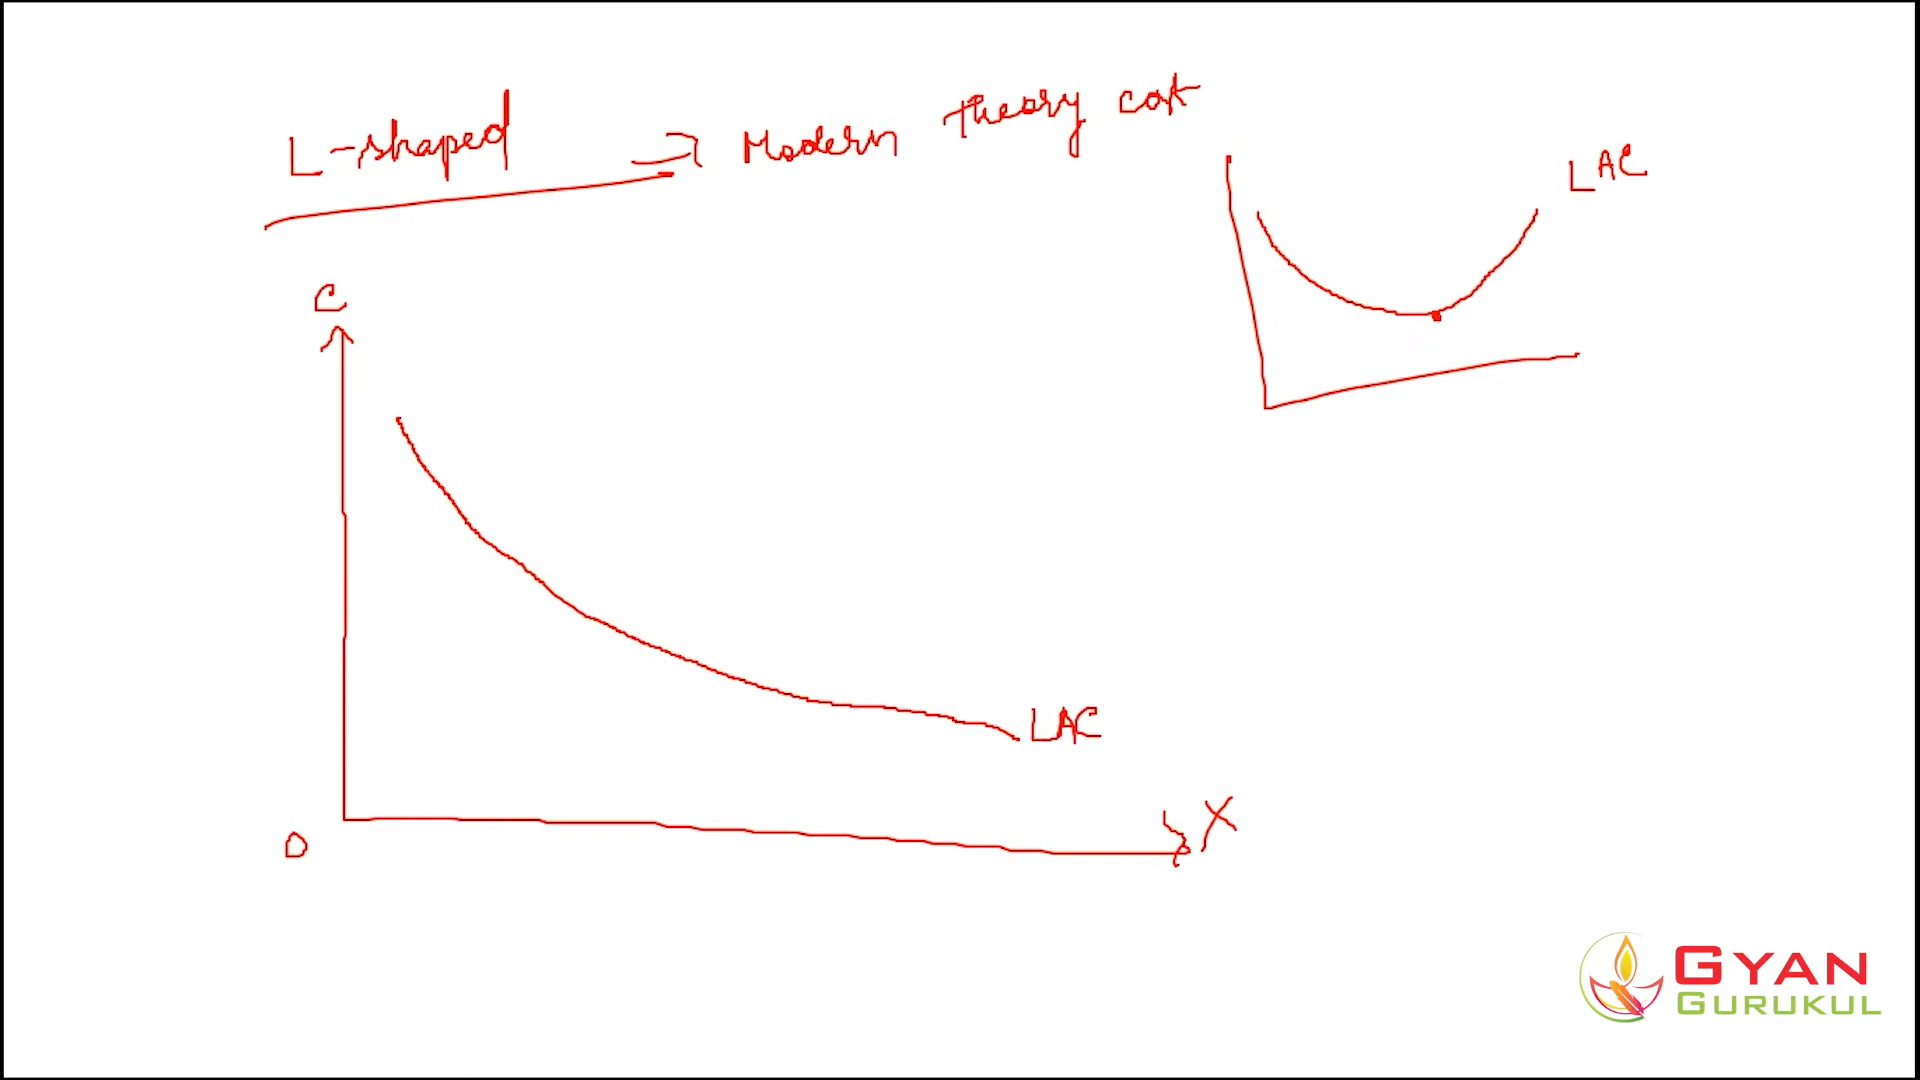 L-shaped → Modern theory cost
LAC
C
LAC
X
O
GYAN
GURUKUL